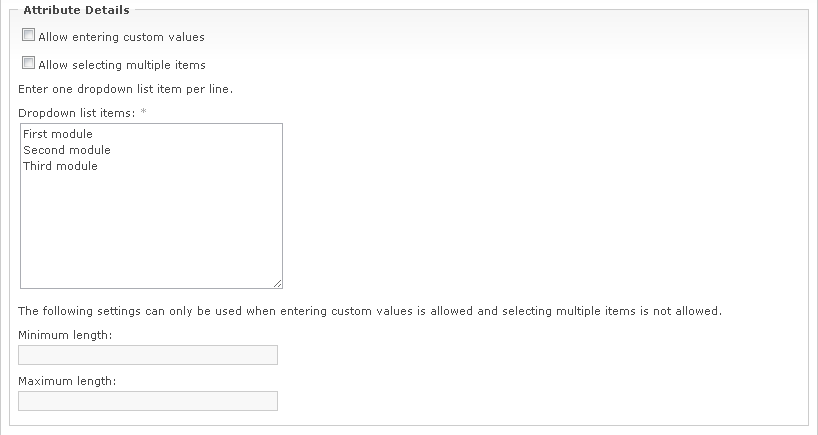 Attribute Details
Allow entering custom values
Allow selecting multiple items
Enter one dropdown list item per line.
Dropdown list items: *
First module
Second module
Third module
The following settings can only be used when entering custom values is allowed and selecting multiple items is not allowed.
Minimum length:
Maximum length: